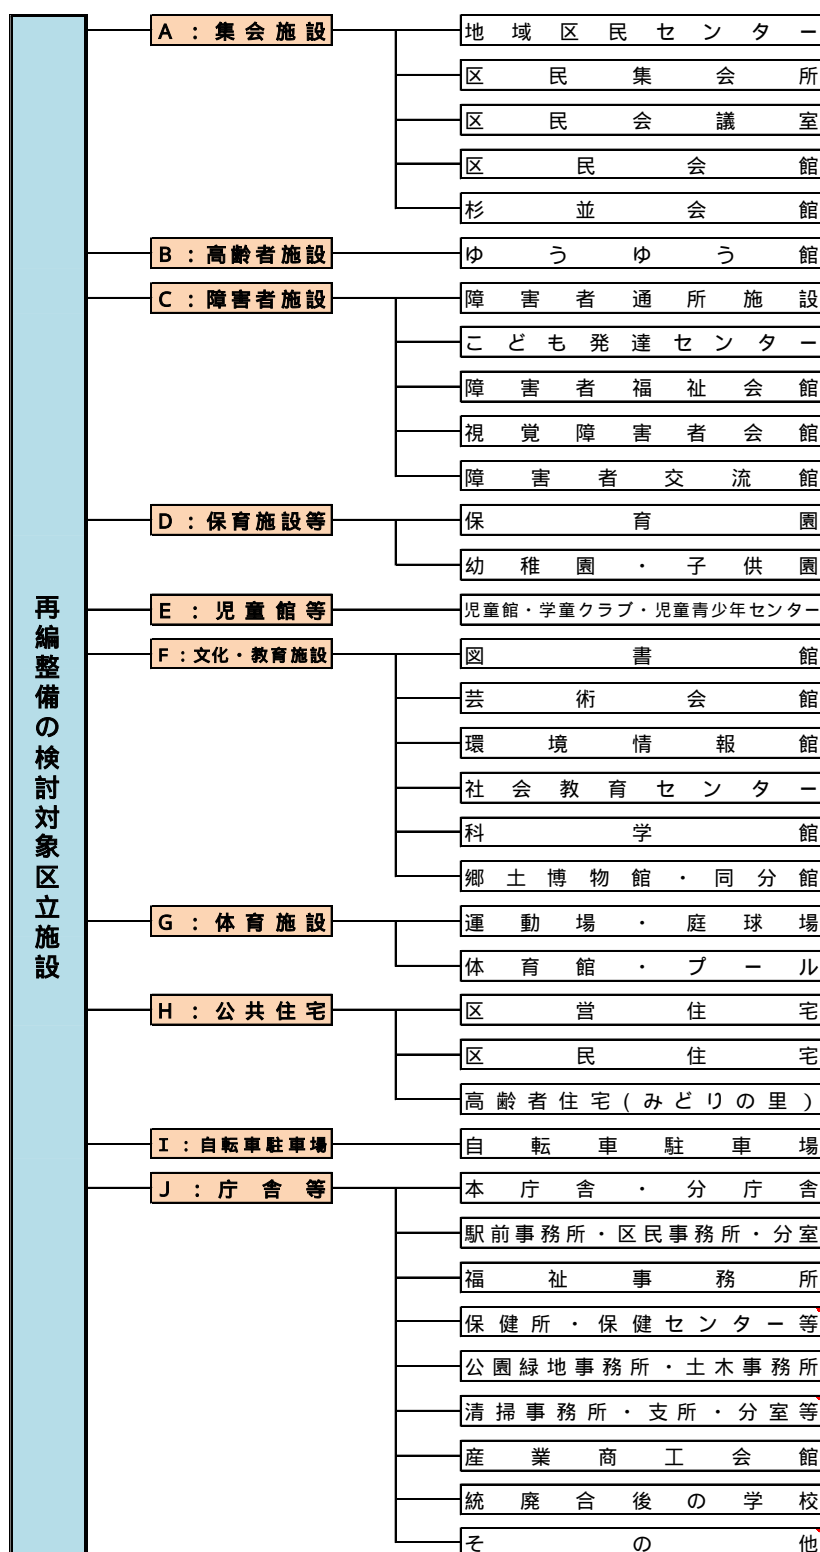 再編整備の検討対象区立施設
A：集会施設
地域区民センター
区民集会所
区民会議室
区民会館
杉並会館
B：高齢者施設
ゆうゆう館
C：障害者施設
障害者通所施設
こども発達センター
障害者福祉会館
視覚障害者会館
障害者交流館
D：保育施設等
保育園
幼稚園・子供園
E：児童館等
児童館・学童クラブ・児童青少年センター
F：文化・教育施設
図書館
芸術会館
環境情報館
社会教育センター
科学館
郷土博物館・同分館
G：体育施設
運動場・庭球場
体育館・プール
H：公共住宅
区営住宅
区民住宅
高齢者住宅(みどりの里)
I：自転車駐車場
自転車駐車場
J：庁舎等
本庁舎・分庁舎
駅前事務所・区民事務所・分室
福祉事務所
保健所・保健センター等
公園緑地事務所・土木事務所
清掃事務所・支所・分室等
産業商工会館
統廃合後の学校
その他